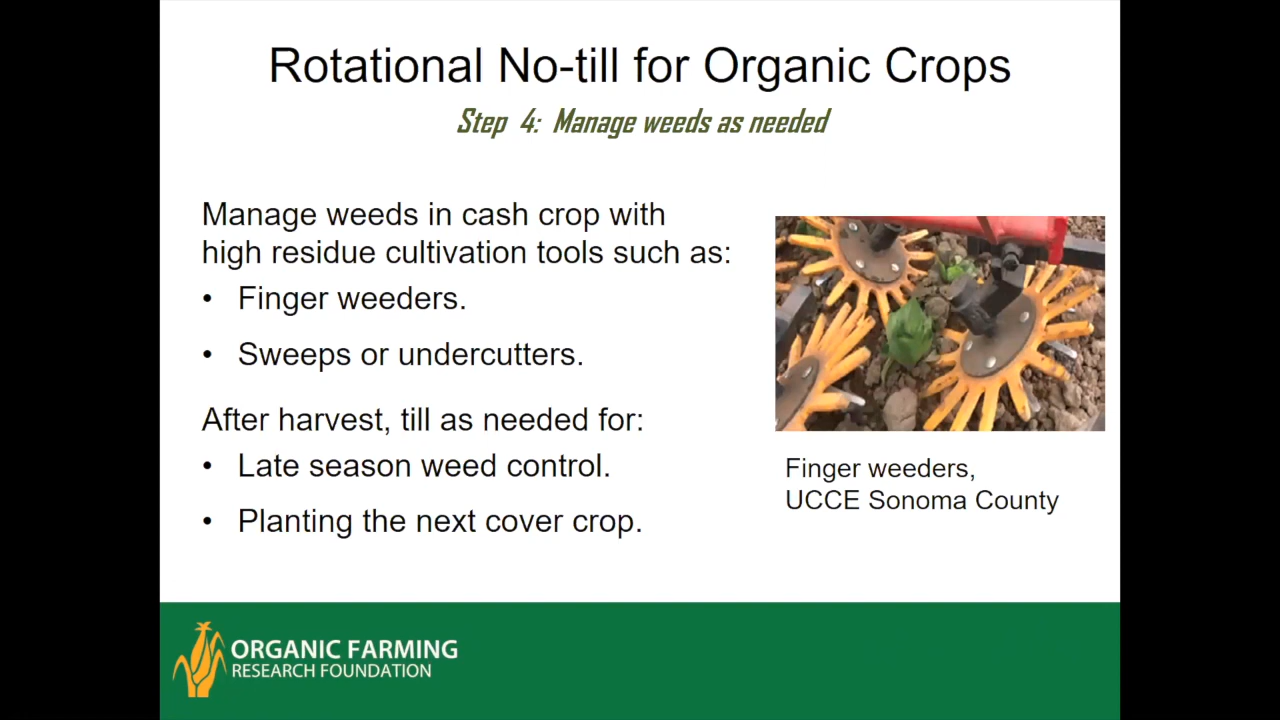 Rotational No-till for Organic Crops
Step 4: Manage weeds as needed
Manage weeds in cash crop with
high residue cultivation tools such as:
• Finger weeders.
• Sweeps or undercutters.
After harvest, till as needed for:
• Late season weed control.
• Planting the next cover crop.
Finger weeders,
UCCE Sonoma County
ORGANIC FARMING
RESEARCH FOUNDATION